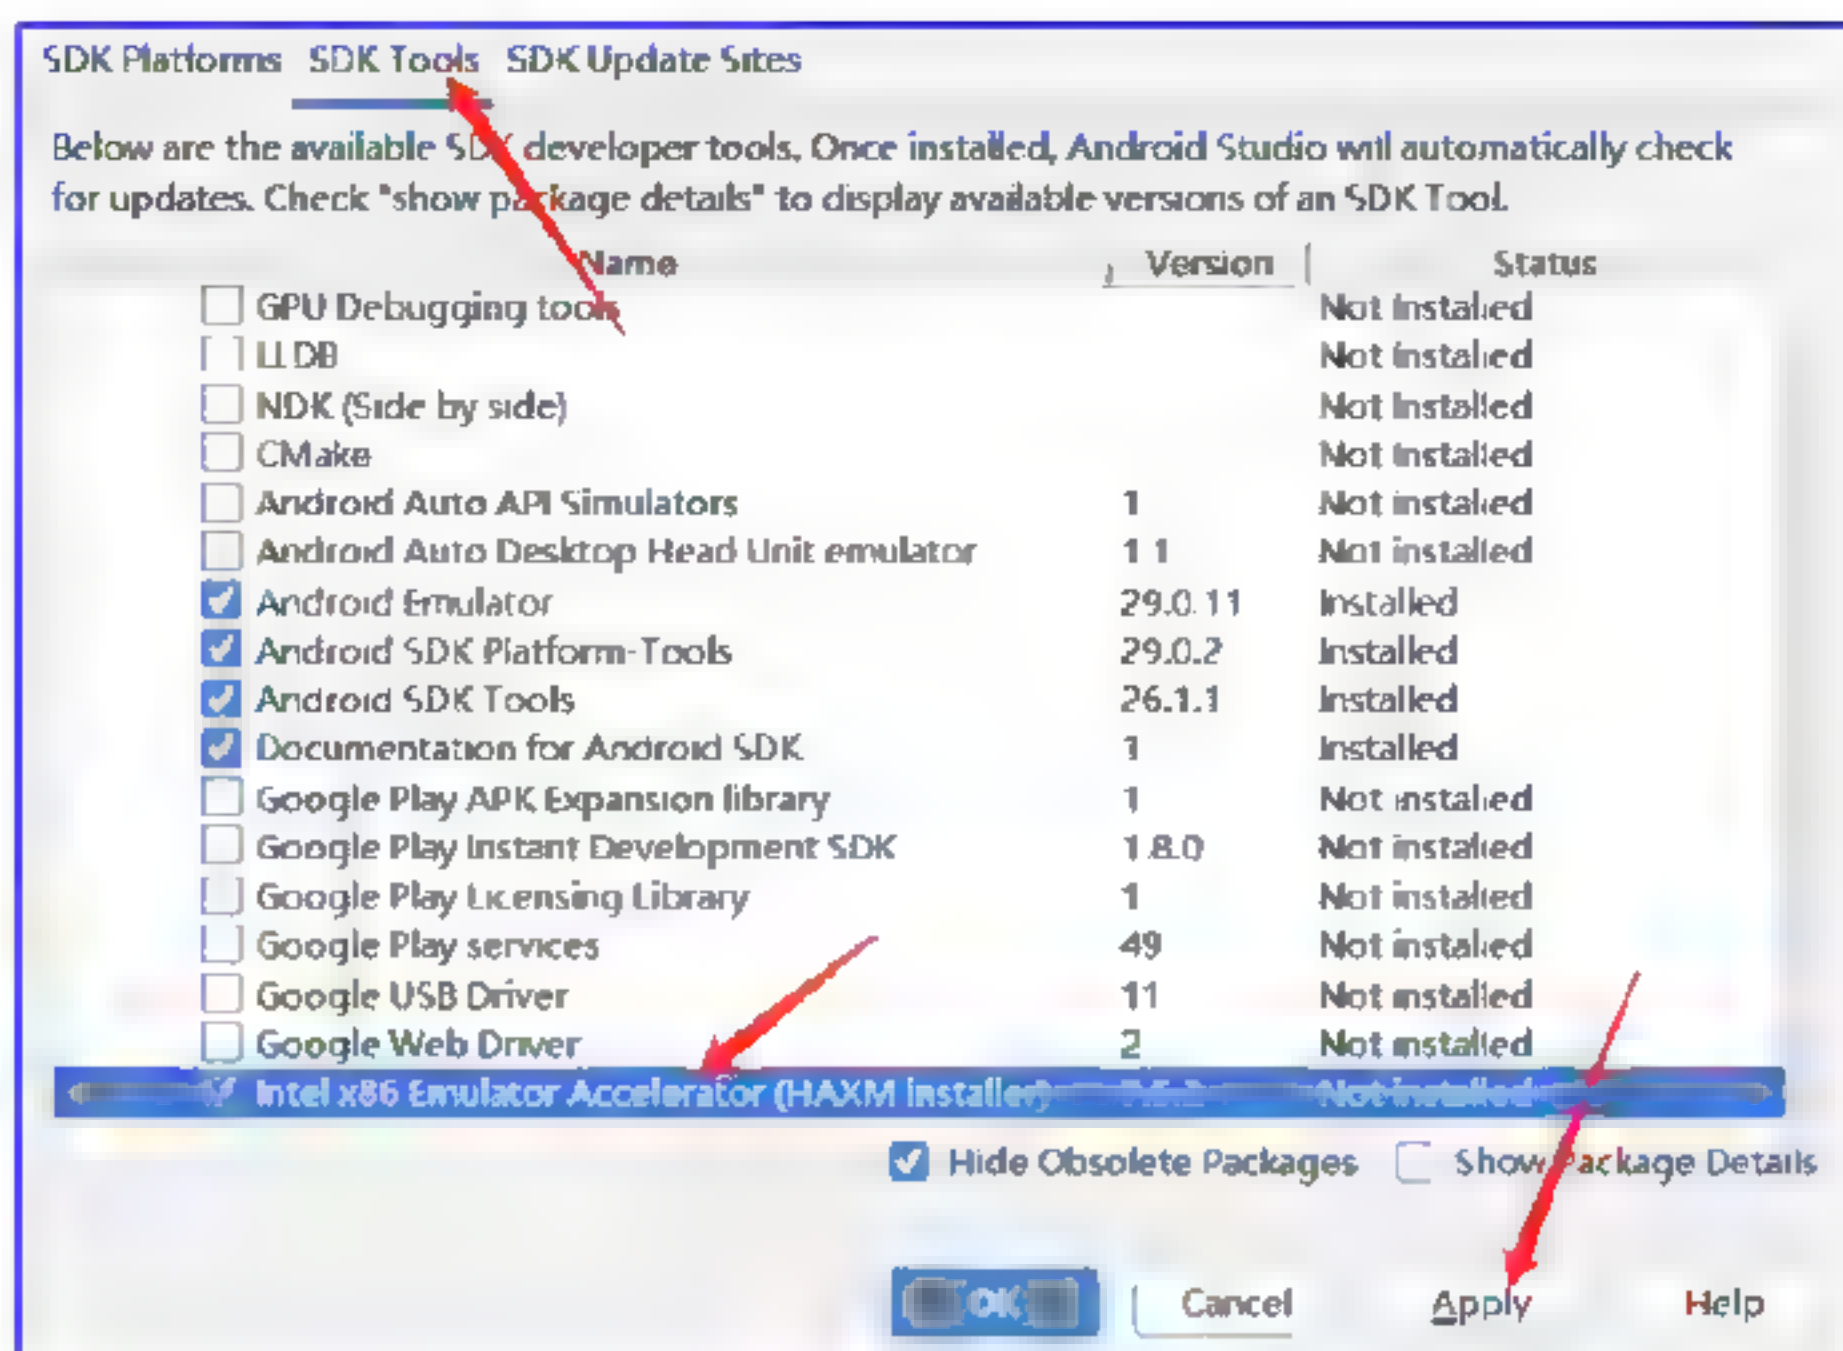 SDK Platforms SDK Tools SDK Update Sites
Below are the available SDK developer tools. Once installed, Android Studio will automatically check
for updates. Check "show package details" to display available versions of an SDK Tool.
Name Version Status
GPU Debugging tools Not Installed
LLDB Not installed
NDK (Side by side) Not Installed
CMake Not installed
Android Auto API Simulators 1 Not installed
Android Auto Desktop Head Unit emulator 1.1 Not installed
Android Emulator 29.0.11 Installed
Android SDK Platform-Tools 29.0.2 Installed
Android SDK Tools 26.1.1 Installed
Documentation for Android SDK 1 Installed
Google Play APK Expansion library 1 Not installed
Google Play Instant Development SDK 1.8.0 Not installed
Google Play Licensing Library 1 Not installed
Google Play services 49 Not installed
Google USB Driver 11 Not installed
Google Web Driver 2 Not installed
Intel x86 Emulator Accelerator (HAXM installer) Not installed
Hide Obsolete Packages Show Package Details
OK Cancel Apply Help